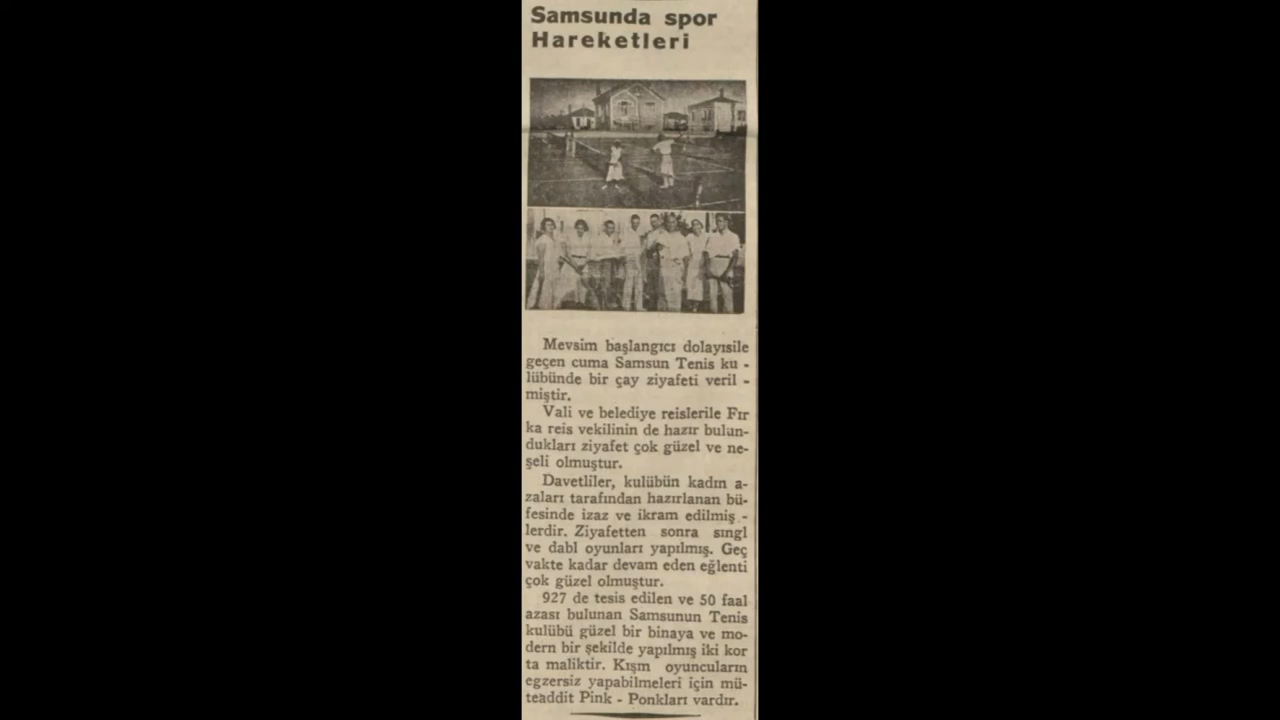 Samsunda spor
Hareketleri
Mevsim başlangıcı dolayısile
geçen cuma Samsun Tenis ku -
lübünde bir çay ziyafeti veril -
miştir.
Vali ve belediye reislerile Fır
ka reis vekilinin de hazır bulun-
dukları ziyafet çok güzel ve ne-
şeli olmuştur.
Davetliler, kulübün kadın a-
zaları tarafından hazırlanan bü-
fesinde izaz ve ikram edilmiş -
lerdir. Ziyafetten sonra sıngl
ve dabl oyunları yapılmış. Geç
vakte kadar devam eden eğlenti
çok güzel olmuştur.
927 de tesis edilen ve 50 faal
azası bulunan Samsunun Tenis
kulübü güzel bir binaya ve mo-
dern bir şekilde yapılmış iki kor
ta maliktir. Kışın oyuncuların
egzersiz yapabilmeleri için mü-
teaddit Pink - Ponkları vardır.